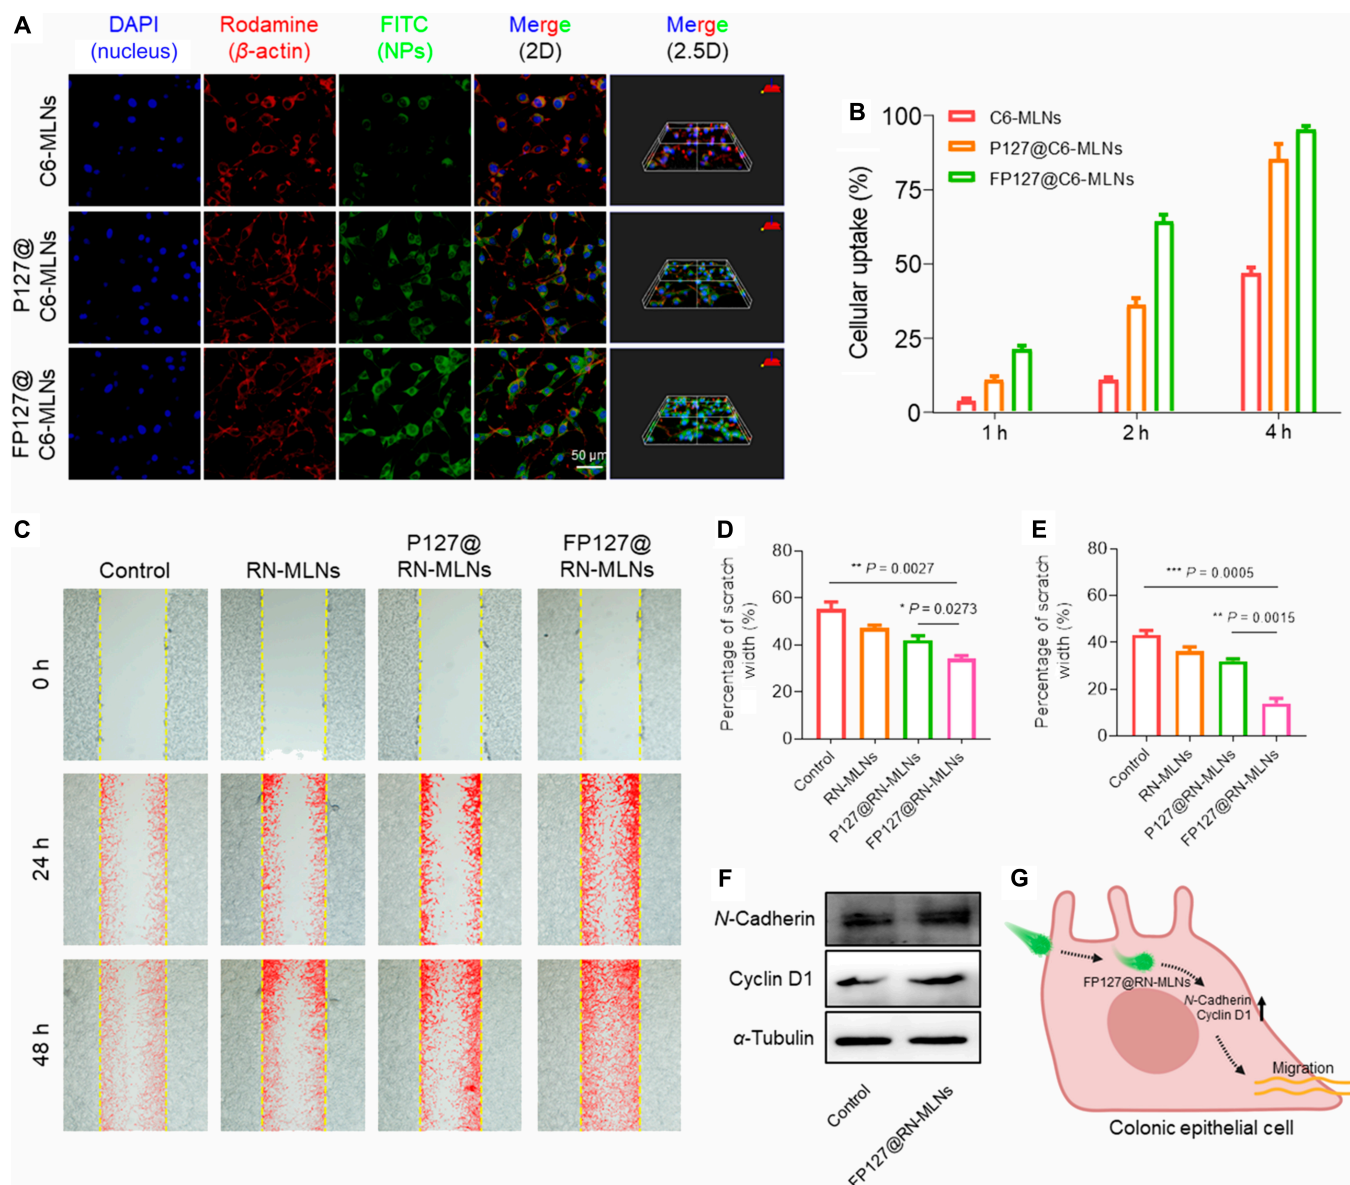 A
DAPI
(nucleus)
Rodamine
(β-actin)
FITC
(NPs)
Merge
(2D)
Merge
(2.5D)
C6-MLNs
P127@
C6-MLNs
FP127@
C6-MLNs
50 μm
B
Cellular uptake (%)
100
75
50
25
0
C6-MLNs
P127@C6-MLNs
FP127@C6-MLNs
1 h
2 h
4 h
C
Control
RN-MLNs
P127@
RN-MLNs
FP127@
RN-MLNs
0 h
24 h
48 h
D
Percentage of scratch
width (%)
80
60
40
20
0
** P = 0.0027
* P = 0.0273
Control
RN-MLNs
P127@RN-MLNs
FP127@RN-MLNs
E
Percentage of scratch
width (%)
80
60
40
20
0
*** P = 0.0005
** P = 0.0015
Control
RN-MLNs
P127@RN-MLNs
FP127@RN-MLNs
F
N-Cadherin
Cyclin D1
α-Tubulin
Control
FP127@RN-MLNs
G
FP127@RN-MLNs
N-Cadherin
Cyclin D1
Migration
Colonic epithelial cell